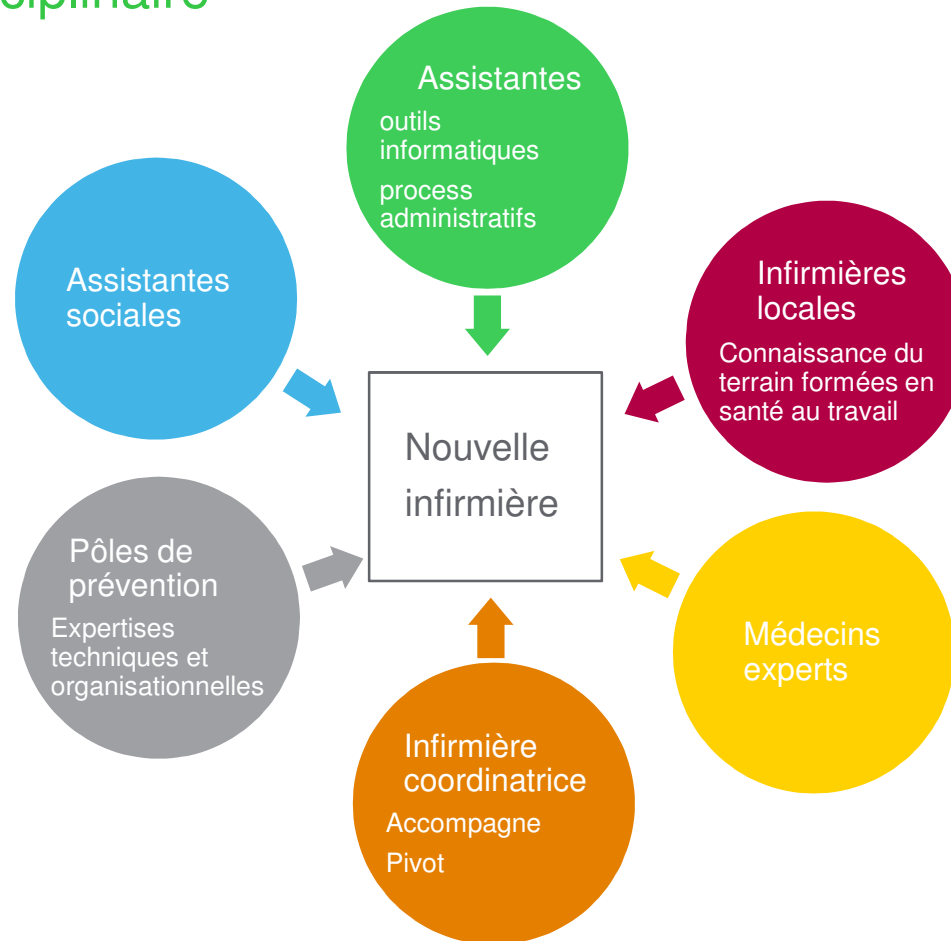 Assistantes
outils
informatiques
process
administratifs
Infirmières
locales
Connaissance du
terrain formées en
santé au travail
Médecins
experts
Infirmière
coordinatrice
Accompagne
Pivot
Pôles de
prévention
Expertises
techniques et
organisationnelles
Assistantes
sociales
Nouvelle
infirmière